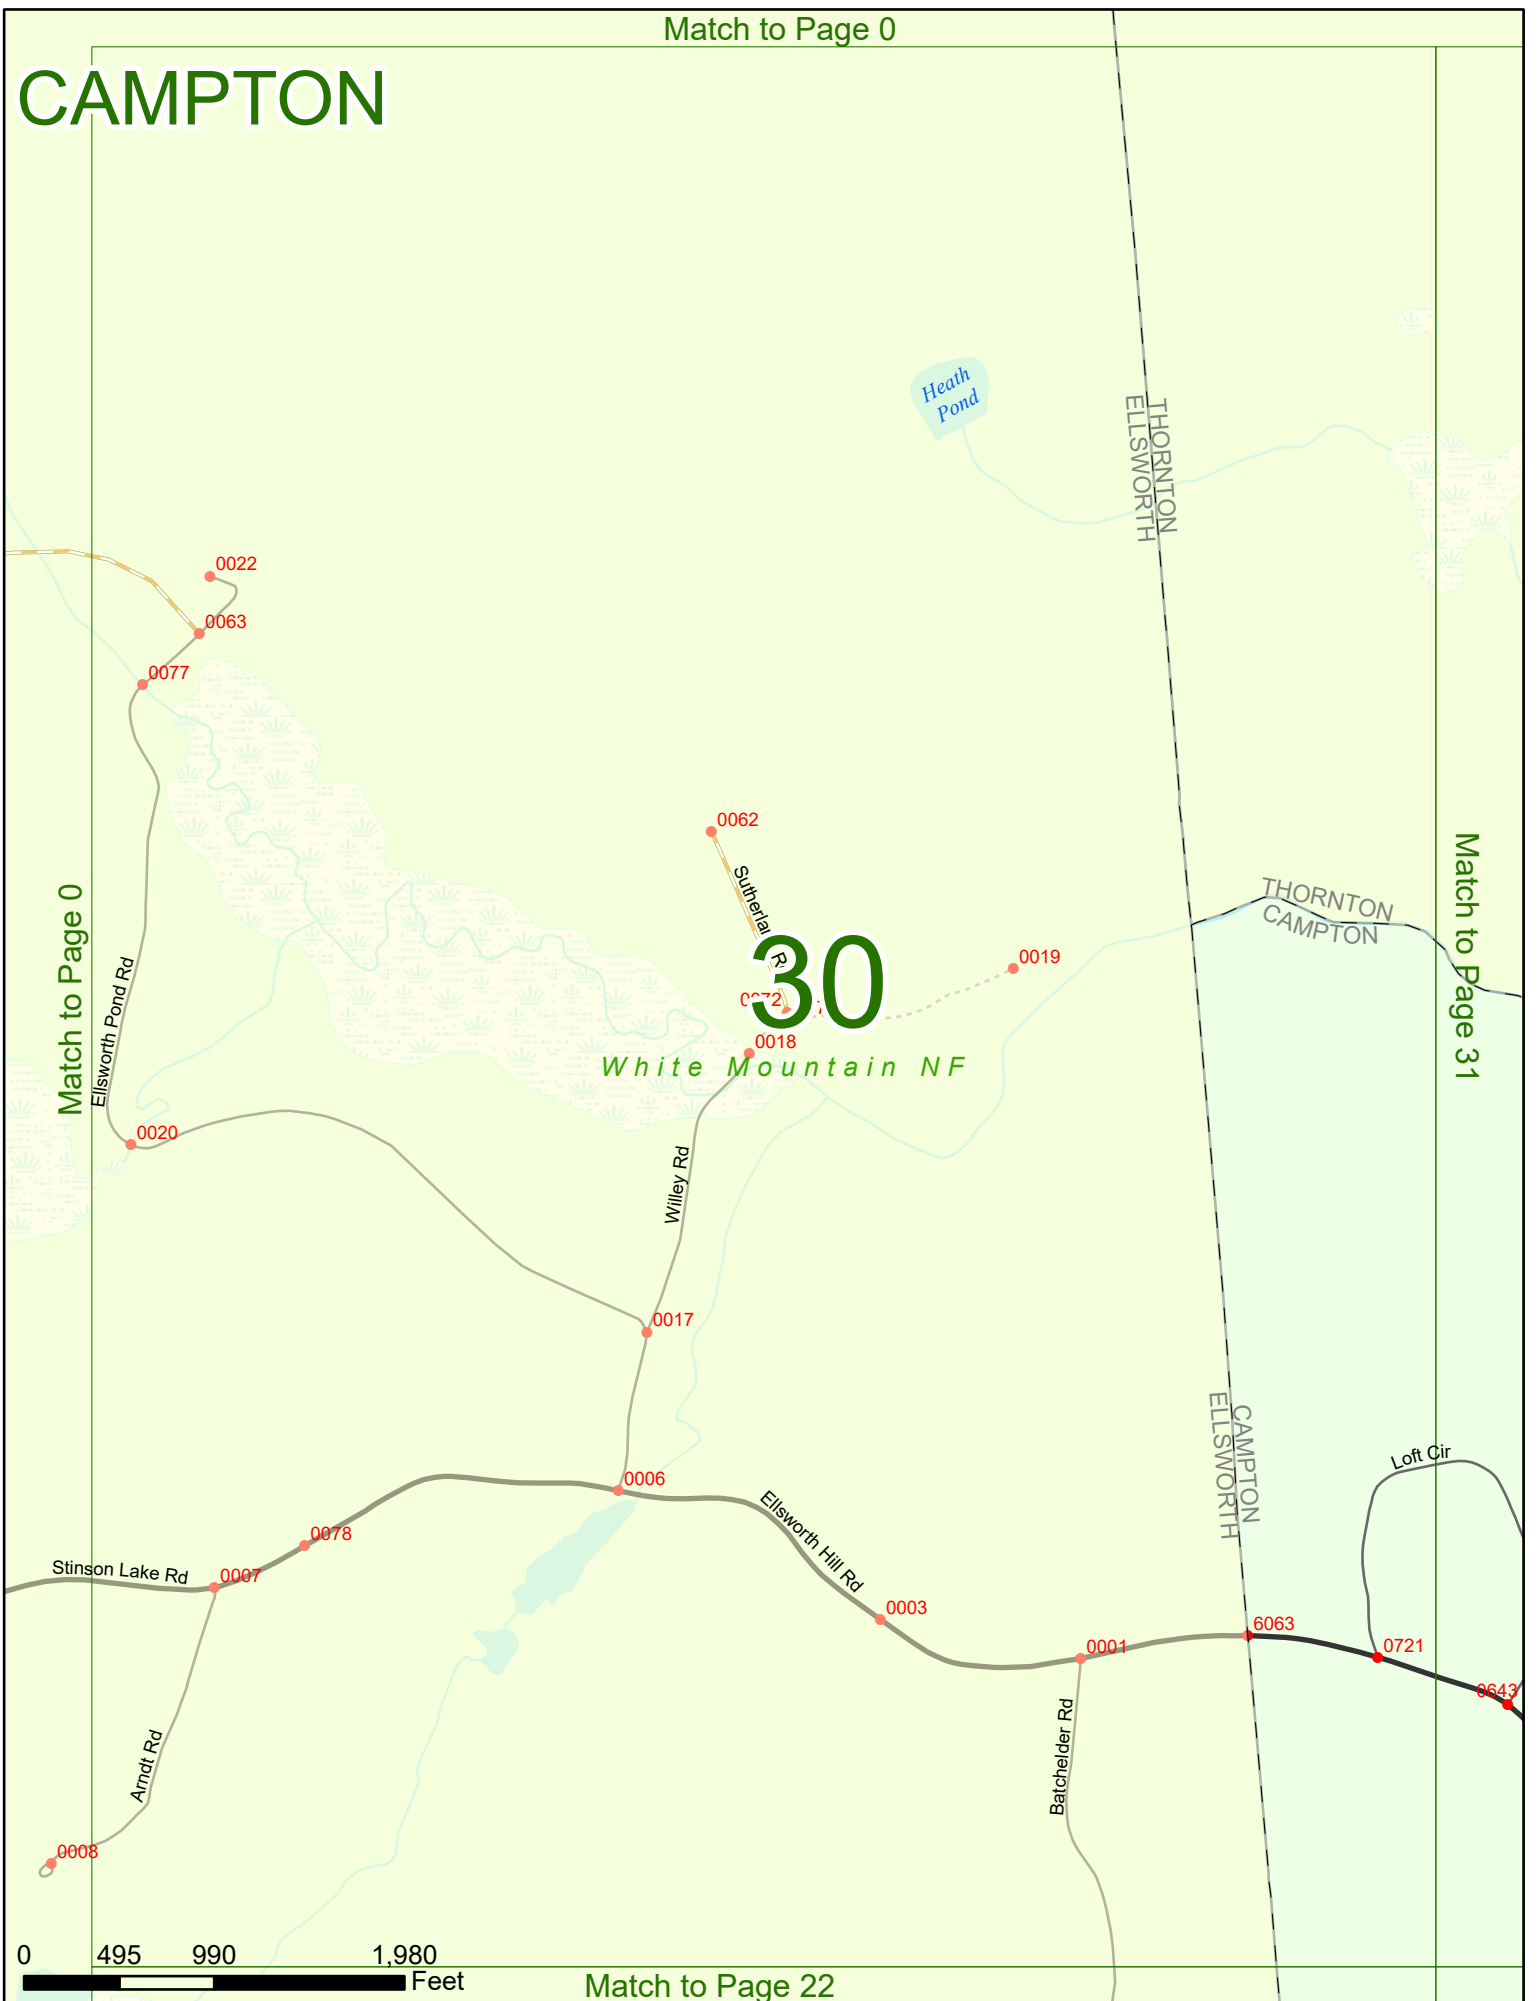 Match to Page 0
CAMPTON
Heath
Pond
THORNTON
ELLSWORTH
0022
0063
0077
0062
Match to Page 31
Match to Page 0
THORNTON
CAMPTON
30
0019
Ellsworth Pond Rd
0018
White Mountain NF
0020
Willey Rd
0017
CAMPTON
ELLSWORTH
Loft Cir
0006
Ellsworth Hill Rd
0078
Stinson Lake Rd
0007
0003
6063
0001
0721
0643
Batchelder Rd
Arndt Rd
0008
0 495 990 1,980
Feet
Match to Page 22